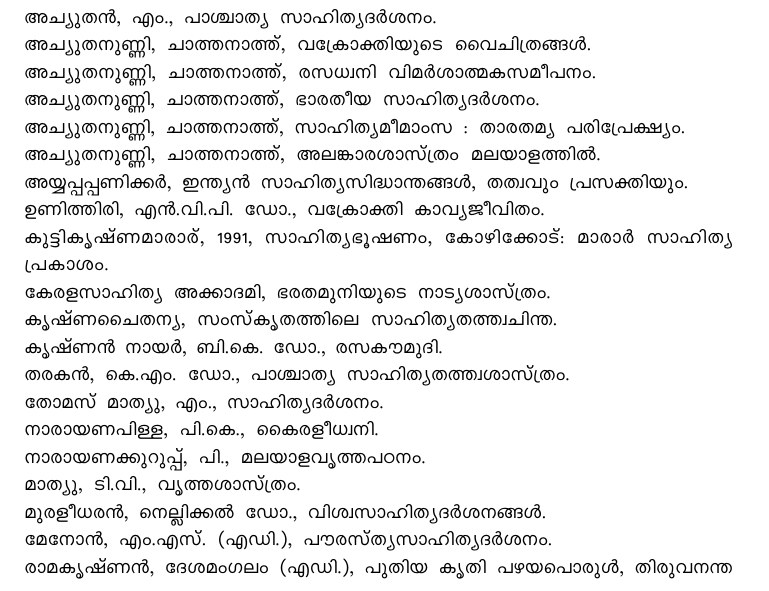 അച്യുതൻ, എം., പാശ്ചാത്യ സാഹിത്യദർശനം.
അച്യുതനുണ്ണി, ചാത്തനാത്ത്, വക്രോക്തിയുടെ വൈചിത്രങ്ങൾ.
അച്യുതനുണ്ണി, ചാത്തനാത്ത്, രസധ്വനി വിമർശാത്മകസമീപനം.
അച്യുതനുണ്ണി, ചാത്തനാത്ത്, ഭാരതീയ സാഹിത്യദർശനം.
അച്യുതനുണ്ണി, ചാത്തനാത്ത്, സാഹിത്യമീമാംസ : താരതമ്യ പരിപ്രേക്ഷ്യം.
അച്യുതനുണ്ണി, ചാത്തനാത്ത്, അലങ്കാരശാസ്ത്രം മലയാളത്തിൽ.
അയ്യപ്പപ്പണിക്കർ, ഇന്ത്യൻ സാഹിത്യസിദ്ധാന്തങ്ങൾ, തത്വവും പ്രസക്തിയും.
ഉണിത്തിരി, എൻ.വി.പി. ഡോ., വക്രോക്തി കാവ്യജീവിതം.
കുട്ടികൃഷ്ണമാരാര്, 1991, സാഹിത്യഭൂഷണം, കോഴിക്കോട്: മാരാർ സാഹിത്യ
പ്രകാശം.
കേരളസാഹിത്യ അക്കാദമി, ഭരതമുനിയുടെ നാട്യശാസ്ത്രം.
കൃഷ്ണചൈതന്യ, സംസ്കൃതത്തിലെ സാഹിത്യതത്ത്വചിന്ത.
കൃഷ്ണൻ നായർ, ബി.കെ. ഡോ., രസകൗമുദി.
തരകൻ, കെ.എം. ഡോ., പാശ്ചാത്യ സാഹിത്യതത്ത്വശാസ്ത്രം.
തോമസ് മാത്യു, എം., സാഹിത്യദർശനം.
നാരായണപിള്ള, പി.കെ., കൈരളീധ്വനി.
നാരായണക്കുറുപ്പ്, പി., മലയാളവൃത്തപഠനം.
മാത്യു, ടി.വി., വൃത്തശാസ്ത്രം.
മുരളീധരൻ, നെല്ലിക്കൽ ഡോ., വിശ്വസാഹിത്യദർശനങ്ങൾ.
മേനോൻ, എം.എസ്. (എഡി.), പൗരസ്ത്യസാഹിത്യദർശനം.
രാമകൃഷ്ണൻ, ദേശമംഗലം (എഡി.), പുതിയ കൃതി പഴയപൊരുൾ, തിരുവനന്ത